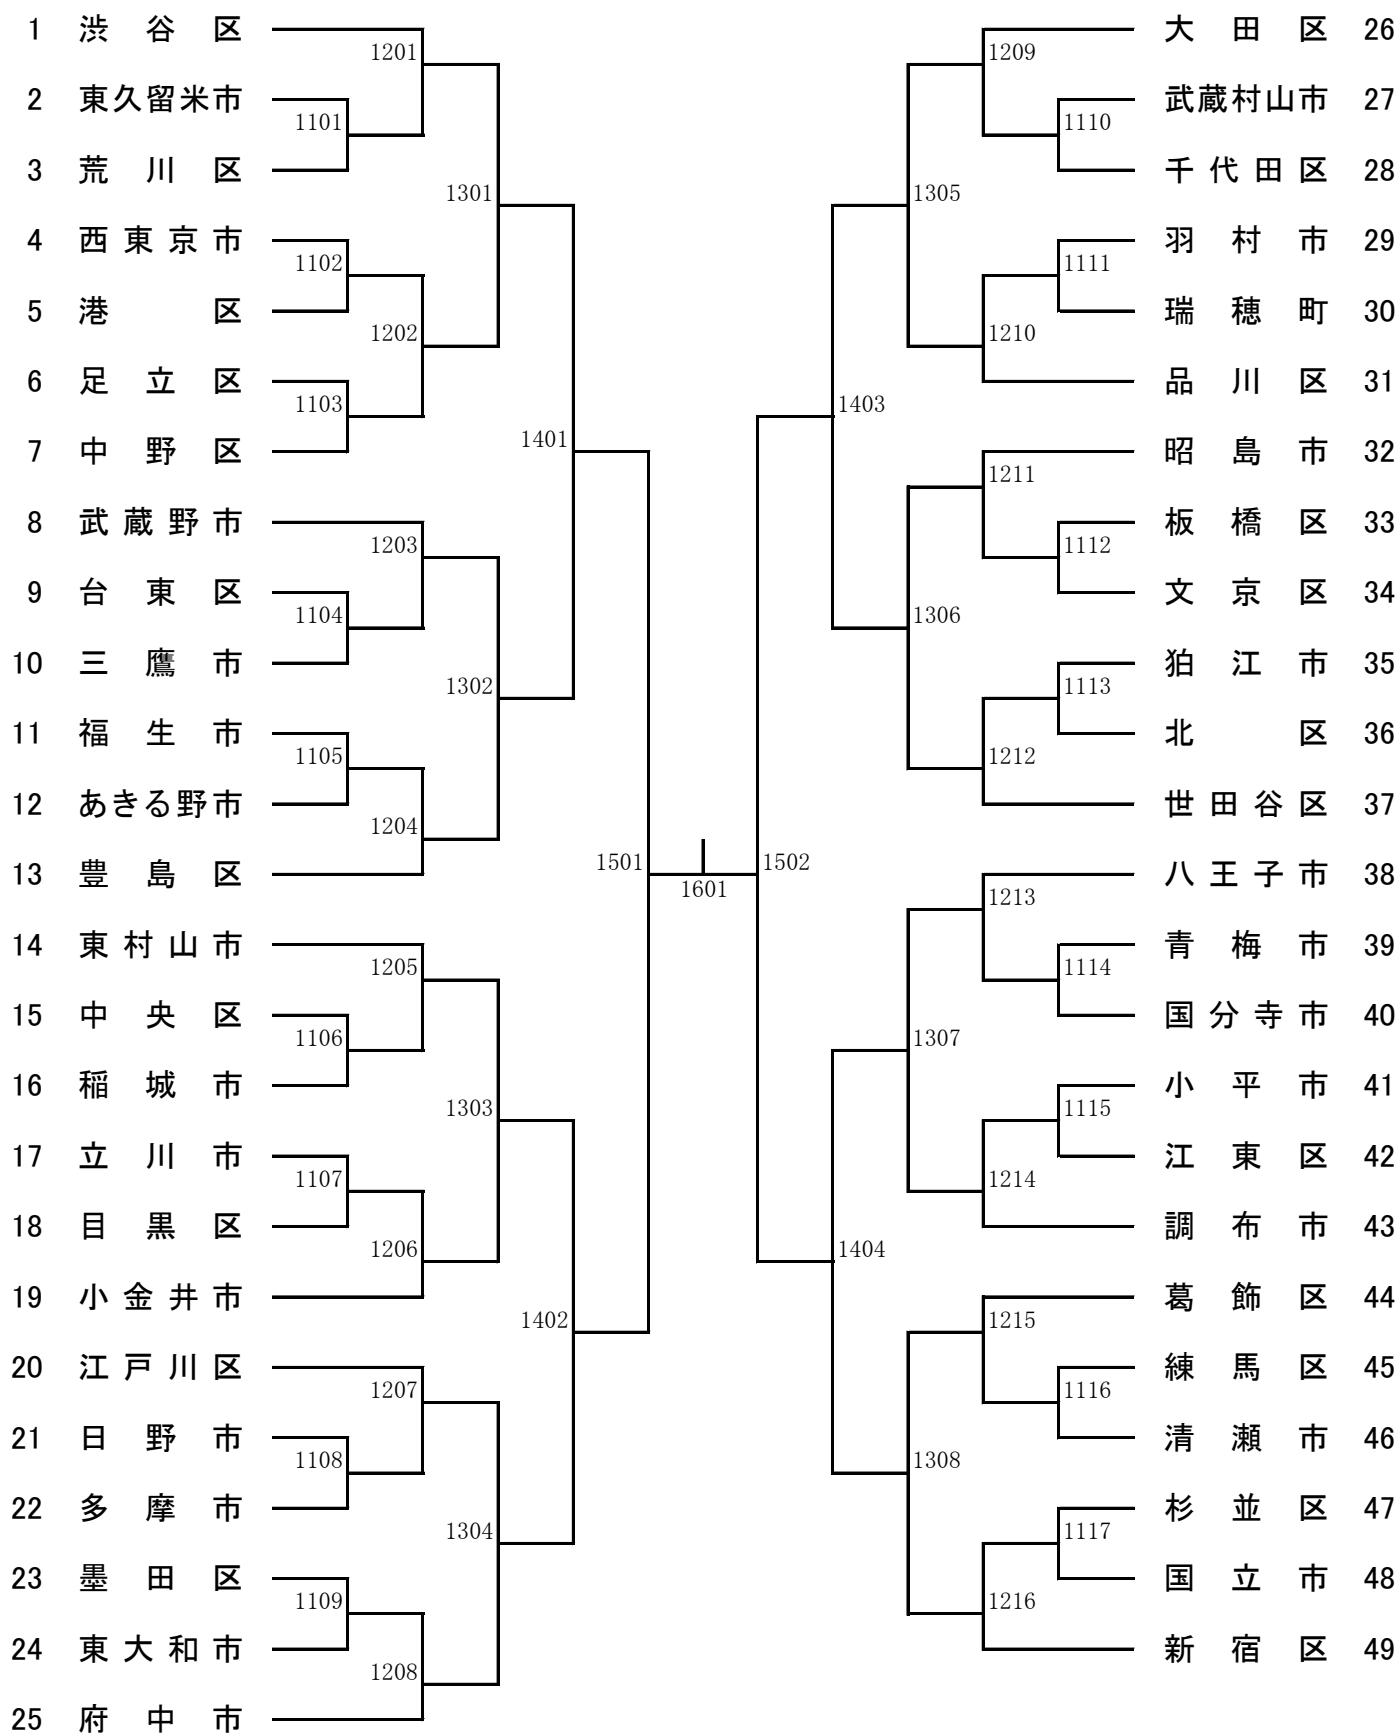 1 渋谷区
2 東久留米市
3 荒川区
4 西東京市
5 港区
6 足立区
7 中野区
8 武蔵野市
9 台東区
10 三鷹市
11 福生市
12 あきる野市
13 豊島区
14 東村山市
15 中央区
16 稲城市
17 立川市
18 目黒区
19 小金井市
20 江戸川区
21 日野市
22 多摩市
23 墨田区
24 東大和市
25 府中市
1101
1102
1103
1104
1105
1106
1107
1108
1109
1201
1202
1203
1204
1205
1206
1207
1208
1301
1302
1303
1304
1401
1402
1501
1601
1502
1403
1404
1305
1306
1307
1308
1209
1210
1211
1212
1213
1214
1215
1216
1110
1111
1112
1113
1114
1115
1116
1117
大田区 26
武蔵村山市 27
千代田区 28
羽村市 29
瑞穂町 30
品川区 31
昭島市 32
板橋区 33
文京区 34
狛江市 35
北区 36
世田谷区 37
八王子市 38
青梅市 39
国分寺市 40
小平市 41
江東区 42
調布市 43
葛飾区 44
練馬区 45
清瀬市 46
杉並区 47
国立市 48
新宿区 49